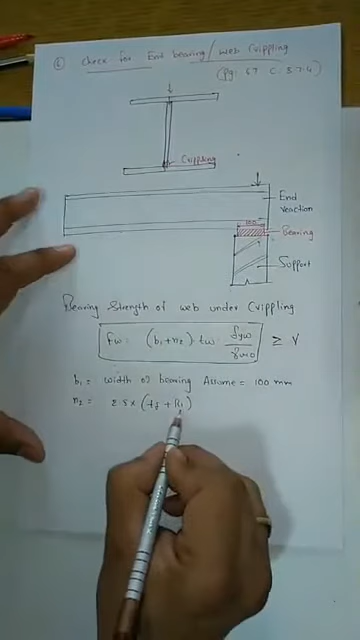 ⑥ Check for End bearing / Web Crippling
(Pg: 67 C. 8.7.4)
Crippling
End
reaction
100
Bearing
Support
Bearing Strength of web under Crippling
Fw = (b₁+n₂) tw · fyw/γm0 ≥ V
b₁ = width of bearing Assume = 100 mm
n₂ = 2.5 × (tf + R₁)